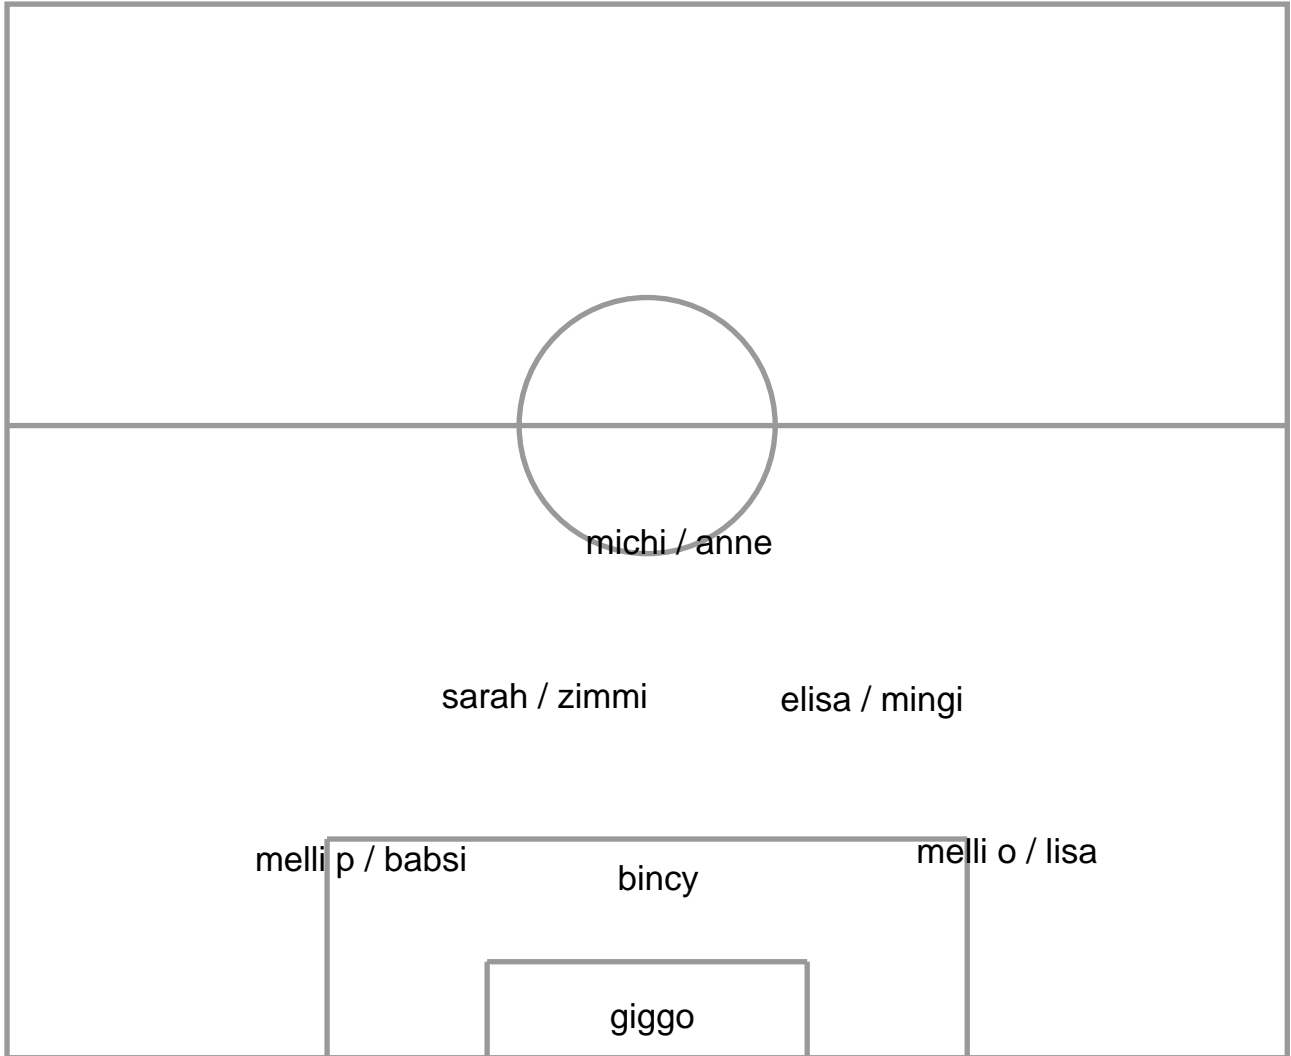 michi / anne
sarah / zimmi
elisa / mingi
melli p / babsi
bincy
melli o / lisa
giggo